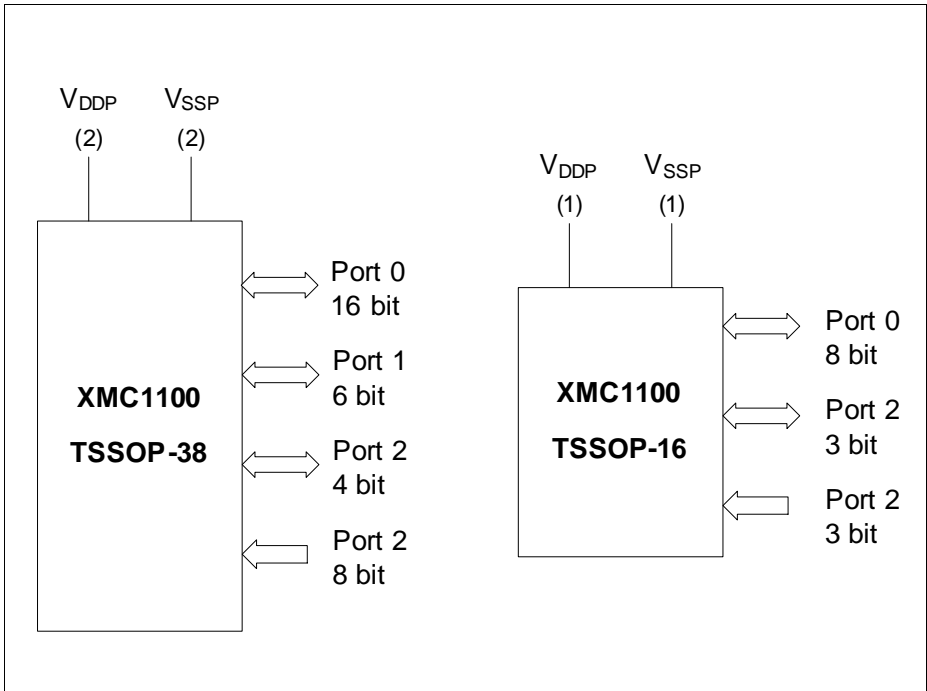 VDDP VSSP
(2) (2)
Port 0
16 bit
Port 1
6 bit
XMC1100
TSSOP-38
Port 2
4 bit
Port 2
8 bit
VDDP VSSP
(1) (1)
Port 0
8 bit
XMC1100
TSSOP-16
Port 2
3 bit
Port 2
3 bit